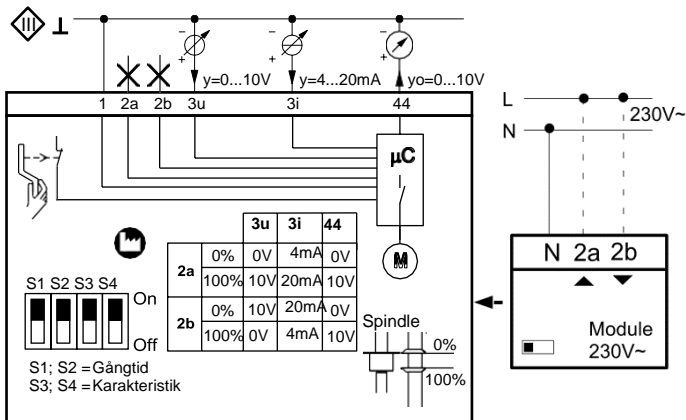 III ⊥
- + - + - +
y=0...10V y=4...20mA yo=0...10V
1 2a 2b 3u 3i 44
L
230V~
N
µC
M
3u 3i 44
2a 0% 0V 4mA 0V
100% 10V 20mA 10V
2b 0% 10V 20mA 0V
100% 0V 4mA 10V
S1 S2 S3 S4
On
Off
S1; S2 = Gångtid
S3; S4 = Karakteristik
Spindle
0%
100%
N 2a 2b
Module
230V~